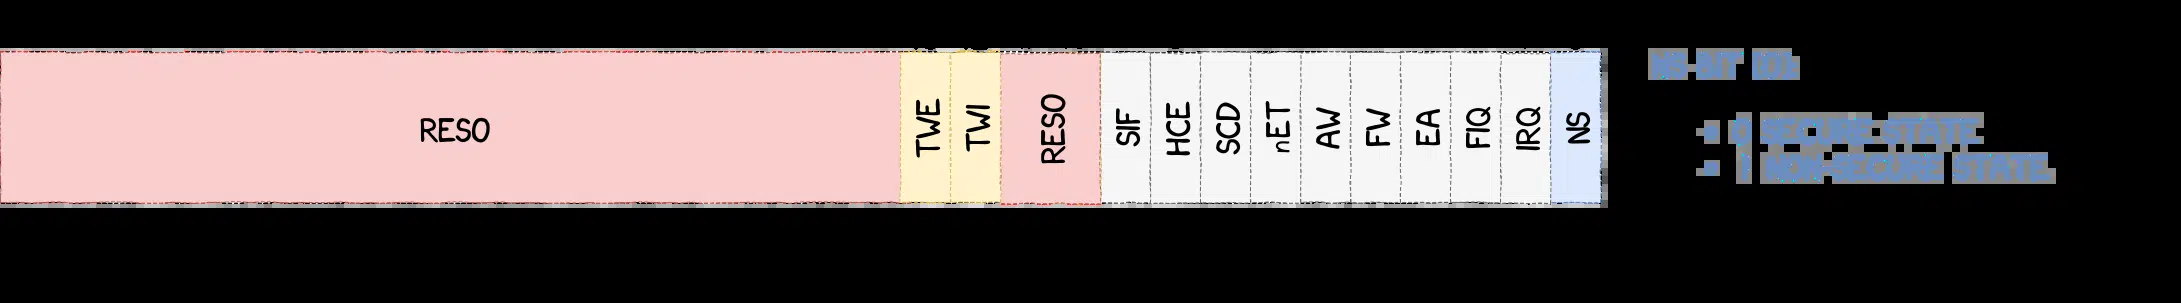 RES0
TWE
TWI
RES0
SIF
HCE
SCD
nET
AW
FW
EA
FIQ
IRQ
NS
NS-BIT [0]:
- 0 SECURE STATE.
- 1 NON-SECURE STATE.